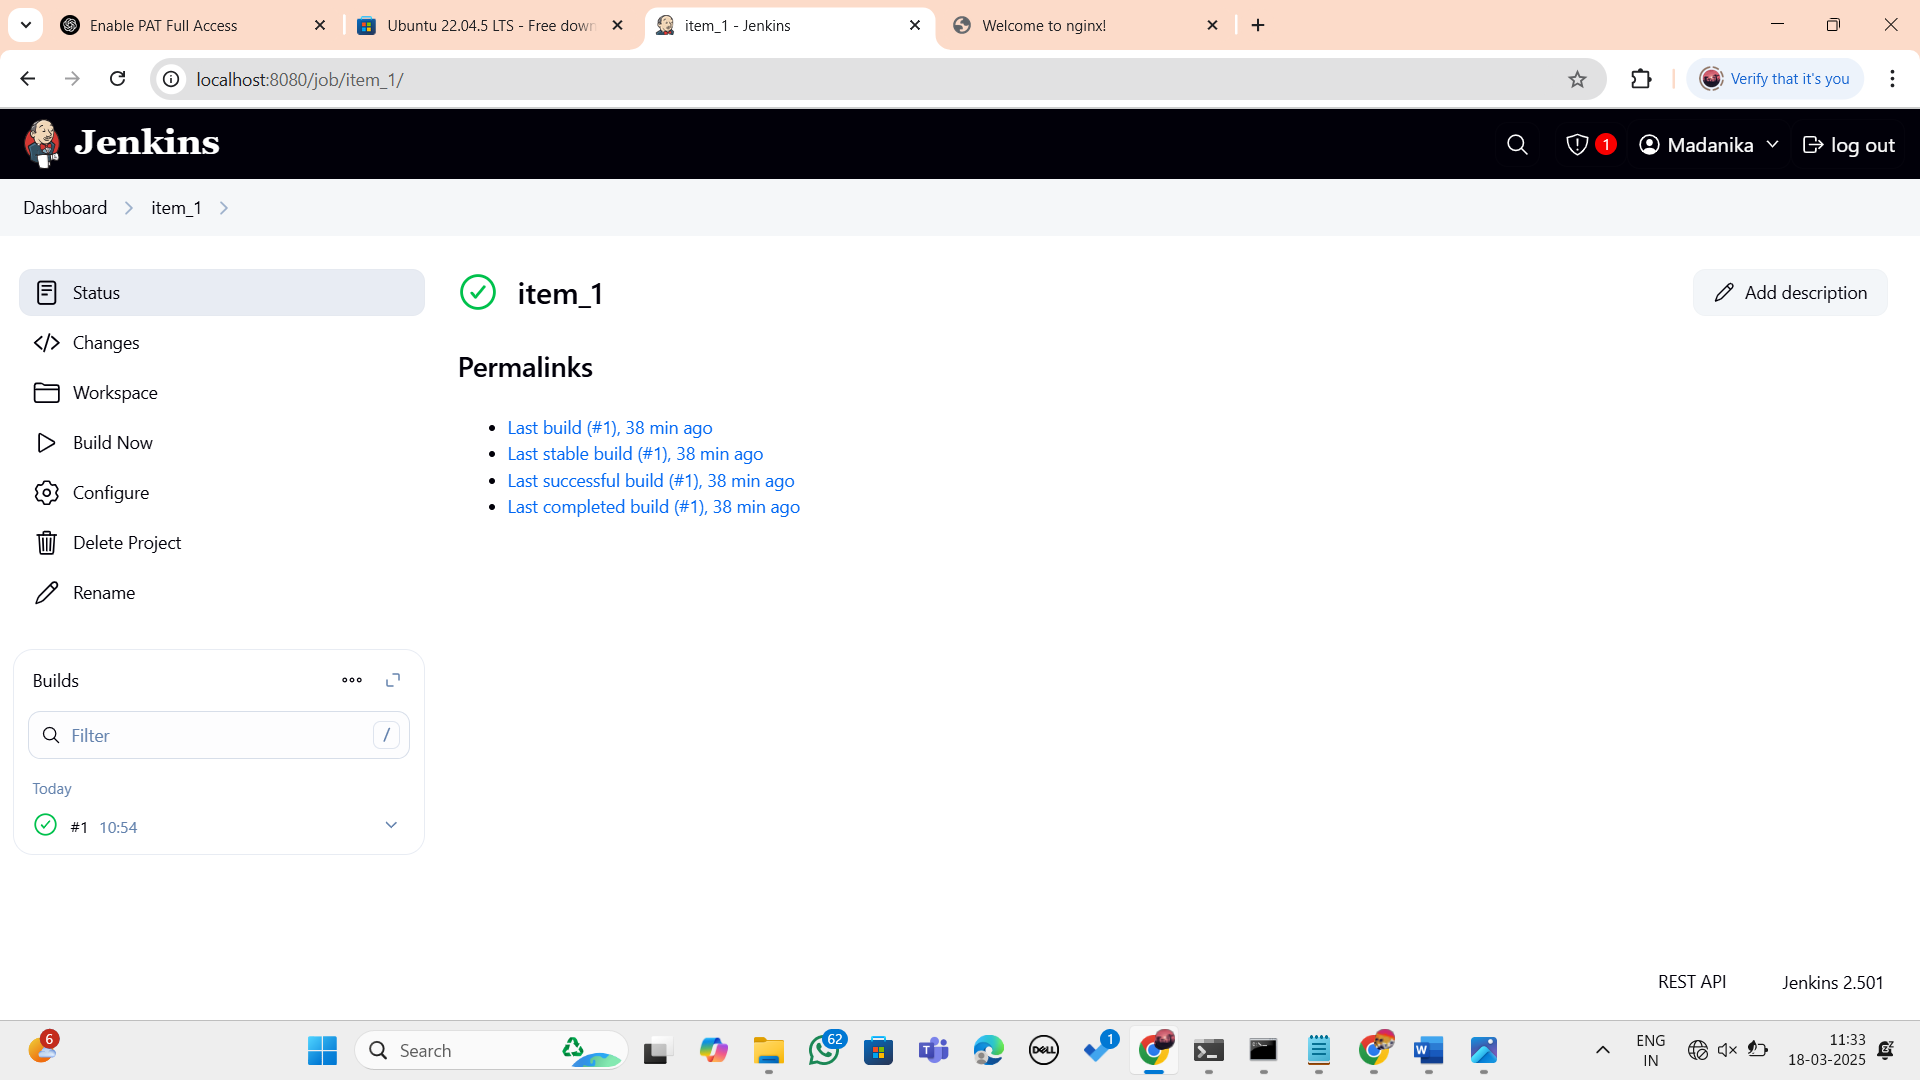 Enable PAT Full Access
Ubuntu 22.04.5 LTS - Free down
item_1 - Jenkins
Welcome to nginx!
localhost:8080/job/item_1/
Verify that it's you
Jenkins
1
Madanika
log out
Dashboard
item_1
Status
item_1
Add description
Changes
Permalinks
Workspace
Last build (#1), 38 min ago
Build Now
Last stable build (#1), 38 min ago
Configure
Last successful build (#1), 38 min ago
Last completed build (#1), 38 min ago
Delete Project
Rename
Builds
Filter
/
Today
#1 10:54
REST API
Jenkins 2.501
6
Search
62
DELL
1
ENG
IN
11:33
18-03-2025